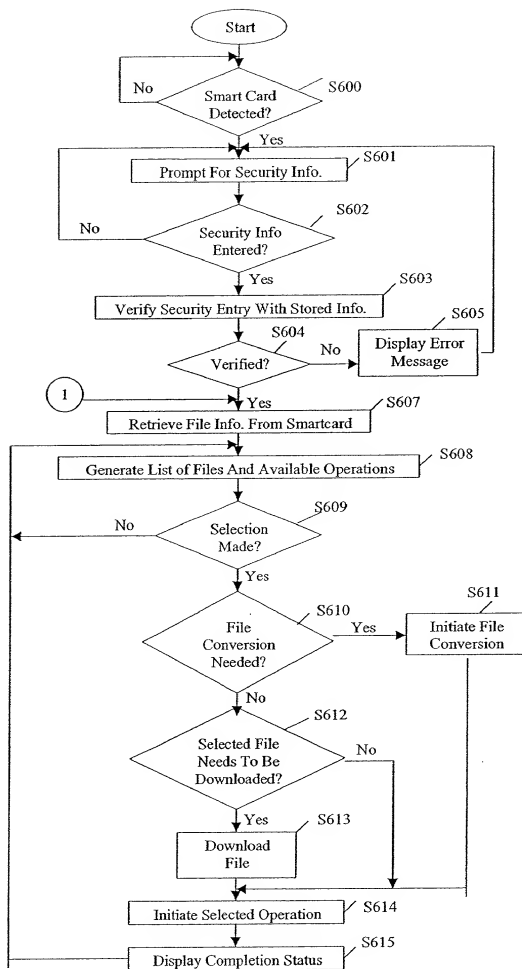 Start
No
S600
Smart Card
Detected?
Yes
S601
Prompt For Security Info.
S602
No
Security Info
Entered?
Yes
S603
Verify Security Entry With Stored Info.
S605
S604
No
Display Error
Message
Verified?
1
Yes
S607
Retrieve File Info. From Smartcard
S608
Generate List of Files And Available Operations
S609
No
Selection
Made?
Yes
S611
S610
File
Conversion
Needed?
Yes
Initiate File
Conversion
No
S612
Selected File
Needs To Be
Downloaded?
No
Yes
S613
Download
File
S614
Initiate Selected Operation
S615
Display Completion Status